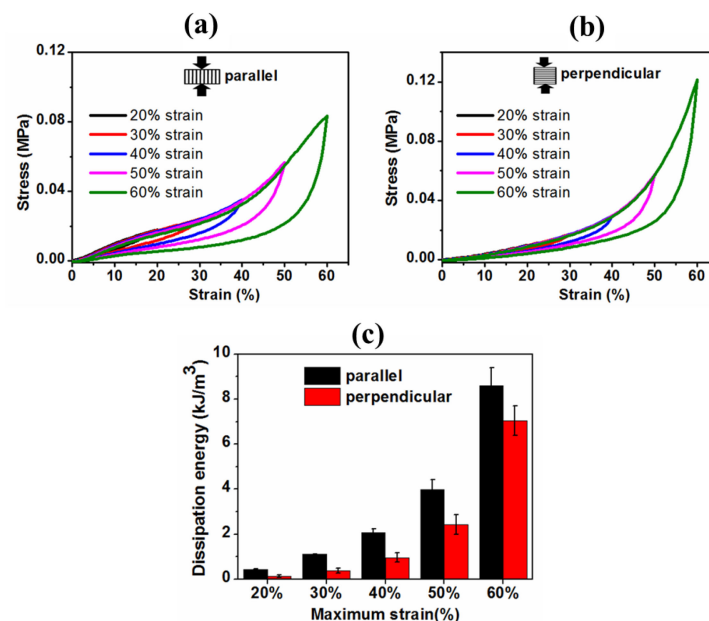 (a)
0.12
0.08
0.04
0.00
Stress (MPa)
parallel
20% strain
30% strain
40% strain
50% strain
60% strain
0 10 20 30 40 50 60
Strain (%)
(b)
0.12
0.08
0.04
0.00
Stress (MPa)
perpendicular
20% strain
30% strain
40% strain
50% strain
60% strain
0 10 20 30 40 50 60
Strain (%)
(c)
10
8
6
4
2
0
Dissipation energy (kJ/m³)
parallel
perpendicular
20% 30% 40% 50% 60%
Maximum strain(%)